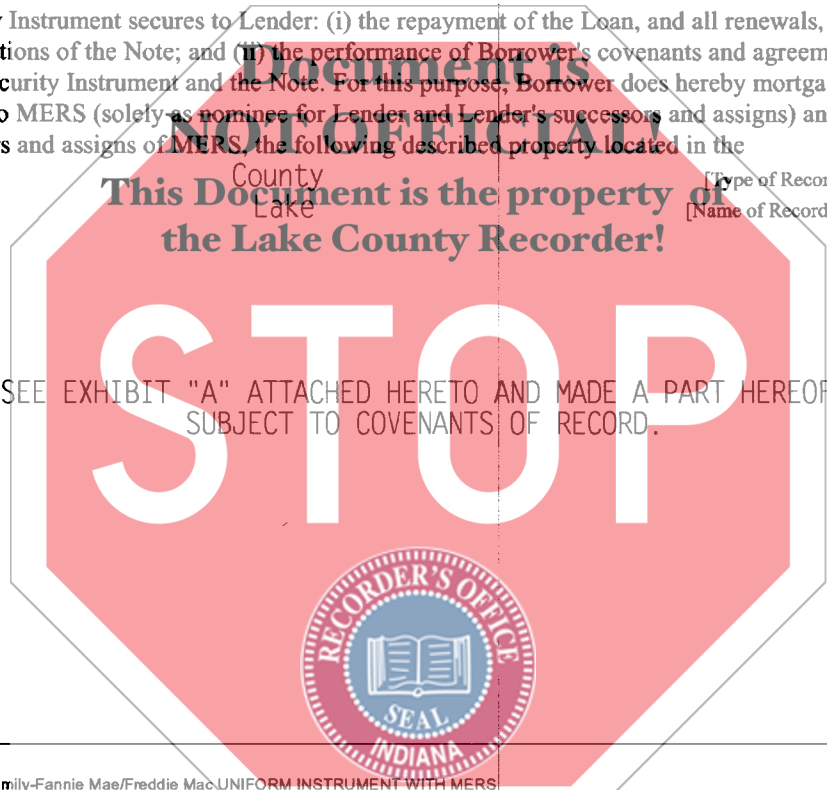 Instrument secures to Lender: (i) the repayment of the Loan, and all renewals,
tions of the Note; and (ii) the performance of Borrower's covenants and agreem
curity Instrument and the Note. For this purpose, Borrower does hereby mortga
o MERS (solely as nominee for Lender and Lender's successors and assigns) an
s and assigns of MERS, the following described property located in the
Document is
NOT OFFICIAL!
This Document is the property of
the Lake County Recorder!
County [Type of Recor
Lake [Name of Record
STOP
SEE EXHIBIT "A" ATTACHED HERETO AND MADE A PART HEREOF
SUBJECT TO COVENANTS OF RECORD.
RECORDER'S OFFICE
SEAL
INDIANA
mily-Fannie Mae/Freddie Mac UNIFORM INSTRUMENT WITH MERS